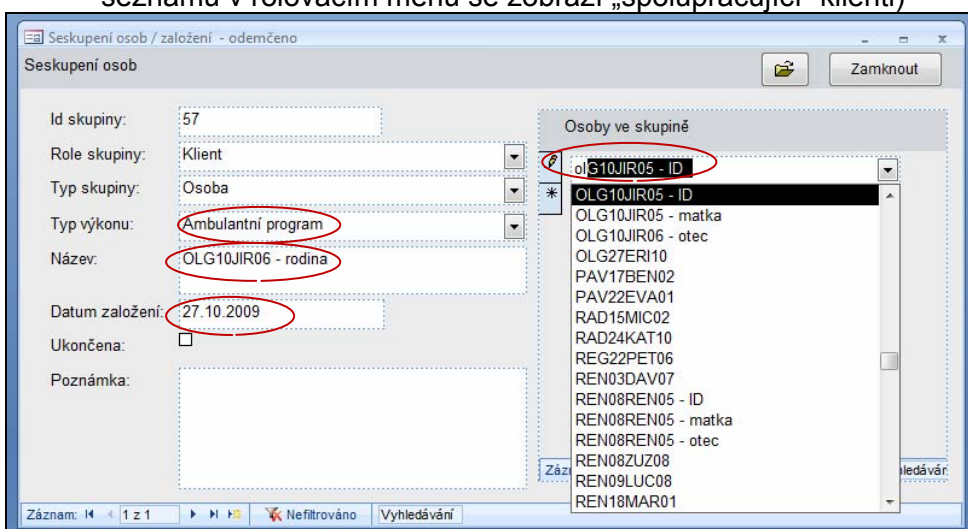 seznamu v rolovacím menu se zobrazí „spolupracující“ klienti)
Seskupení osob / založení - odemčeno
Seskupení osob
Zamknout
Id skupiny: 57
Role skupiny: Klient
Typ skupiny: Osoba
Typ výkonu: Ambulantní program
Název: OLG10JIR06 - rodina
Datum založení: 27.10.2009
Ukončena:
Poznámka:
Osoby ve skupině
olG10JIR05 - ID
OLG10JIR05 - ID
OLG10JIR05 - matka
OLG10JIR06 - otec
OLG27ERI10
PAV17BEN02
PAV22EVA01
RAD15MIC02
RAD24KAT10
REG22PET06
REN03DAV07
REN08REN05 - ID
REN08REN05 - matka
REN08REN05 - otec
REN08ZUZ08
REN09LUC08
REN18MAR01
Záznam: 1 z 1 Nefiltrováno Vyhledávání